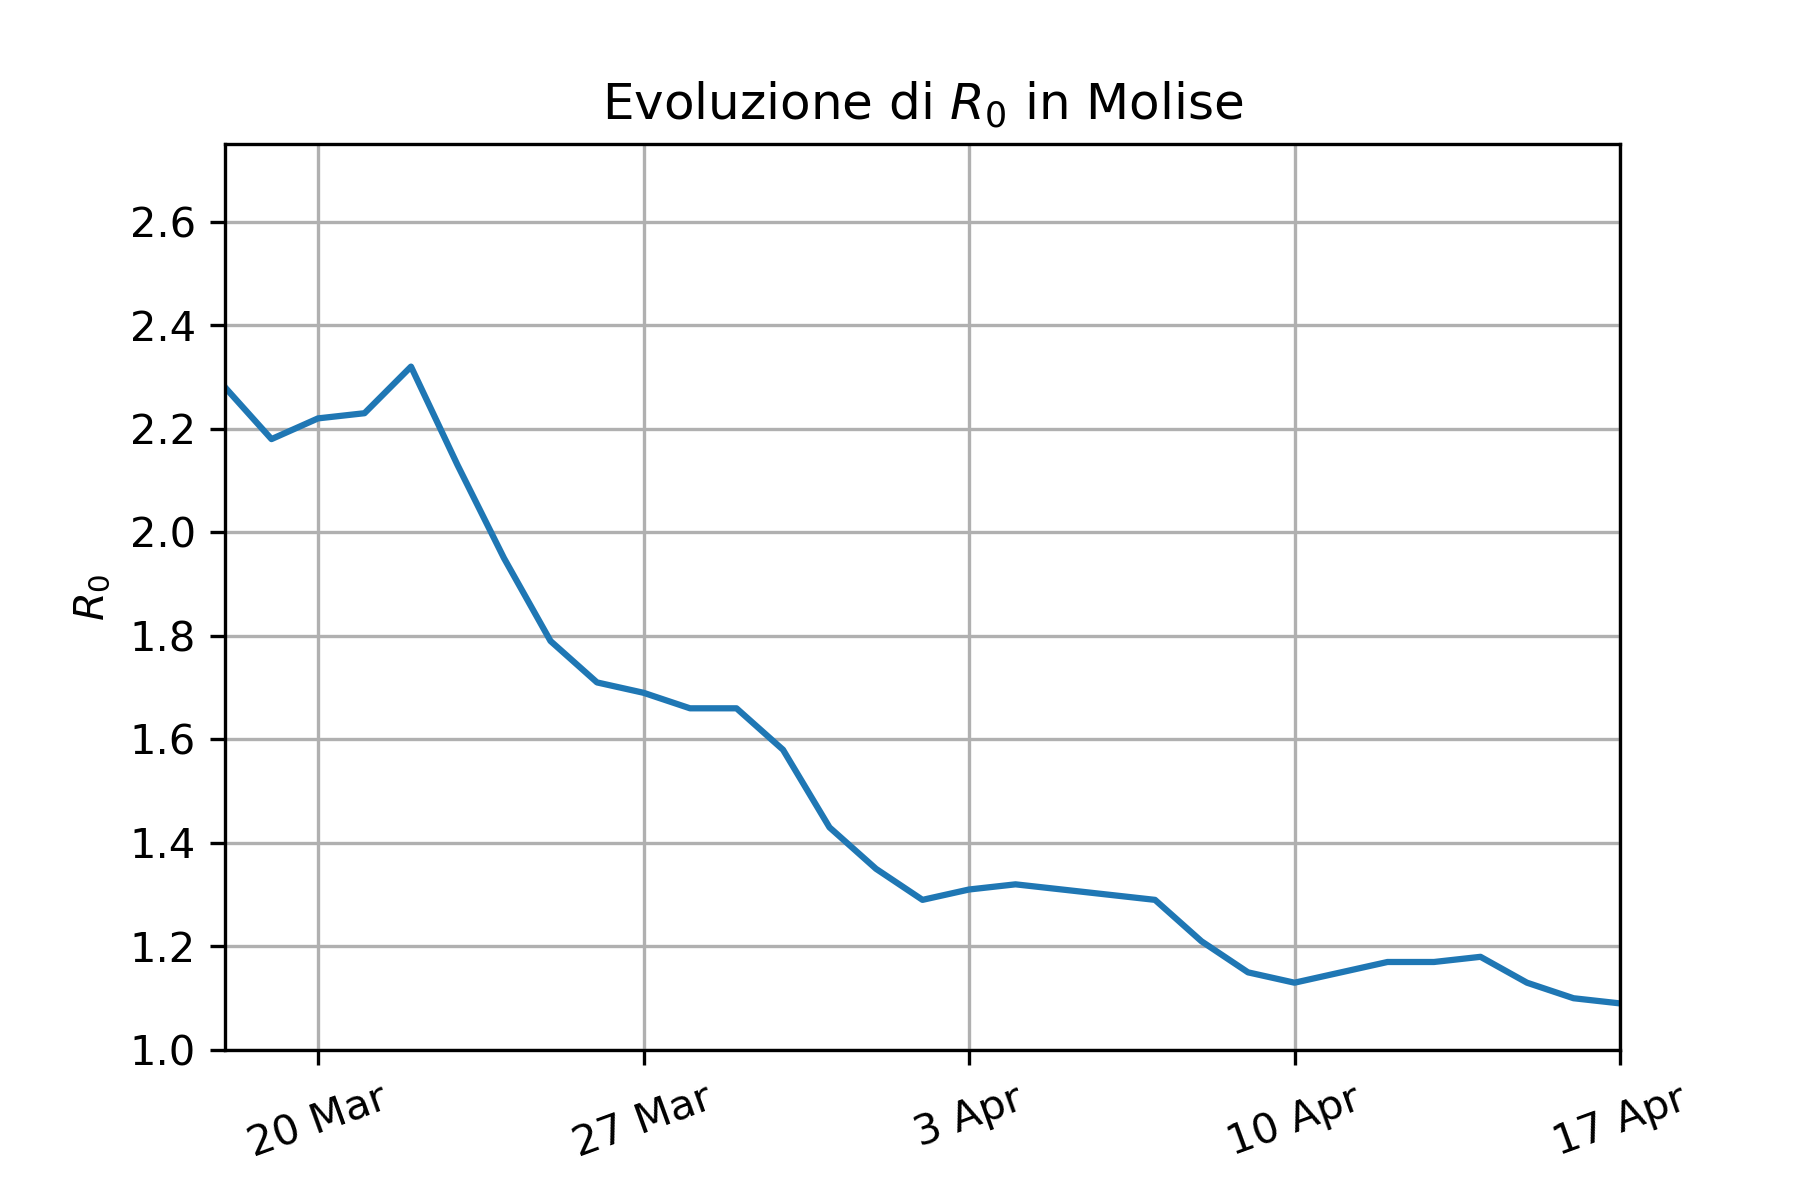 Evoluzione di R₀ in Molise
2.6
2.4
2.2
2.0
1.8
1.6
1.4
1.2
1.0
R₀
20 Mar
27 Mar
3 Apr
10 Apr
17 Apr